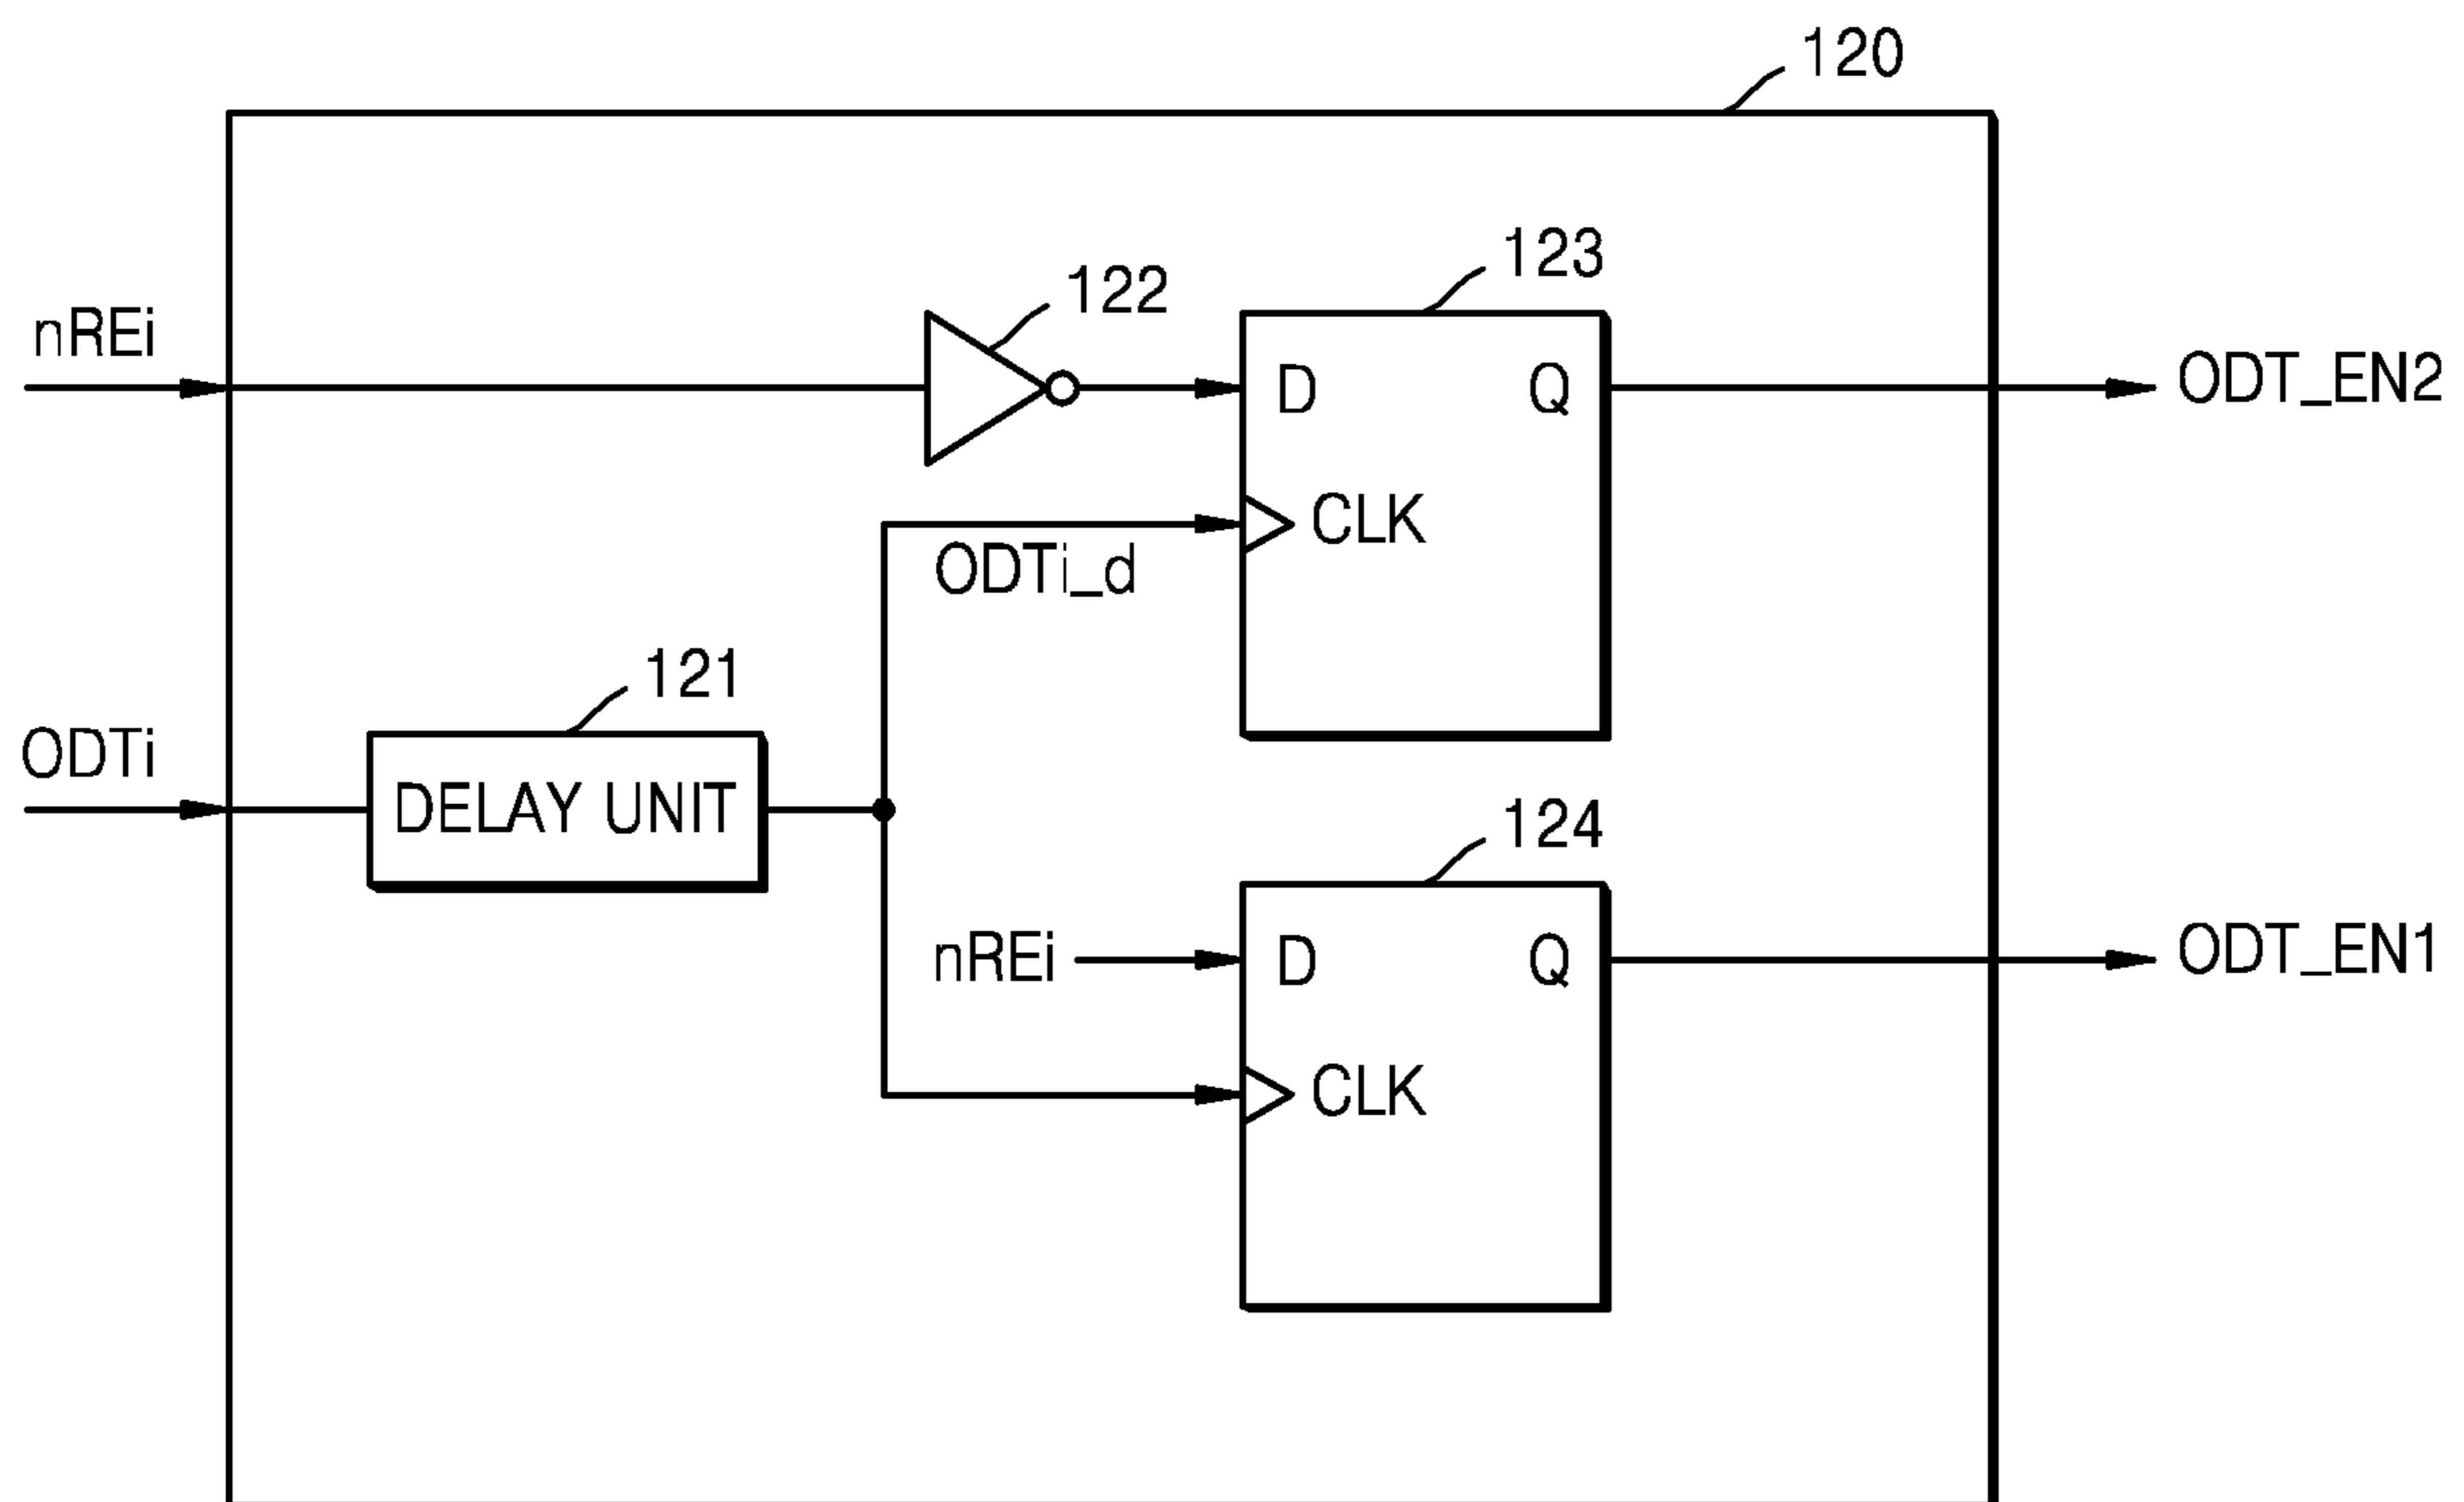 120
123
122
nREi
D
Q
ODT_EN2
CLK
ODTi_d
121
ODTi
DELAY UNIT
124
nREi
D
Q
ODT_EN1
CLK